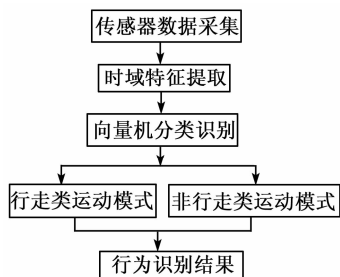 传感器数据采集
时域特征提取
向量机分类识别
行走类运动模式
非行走类运动模式
行为识别结果